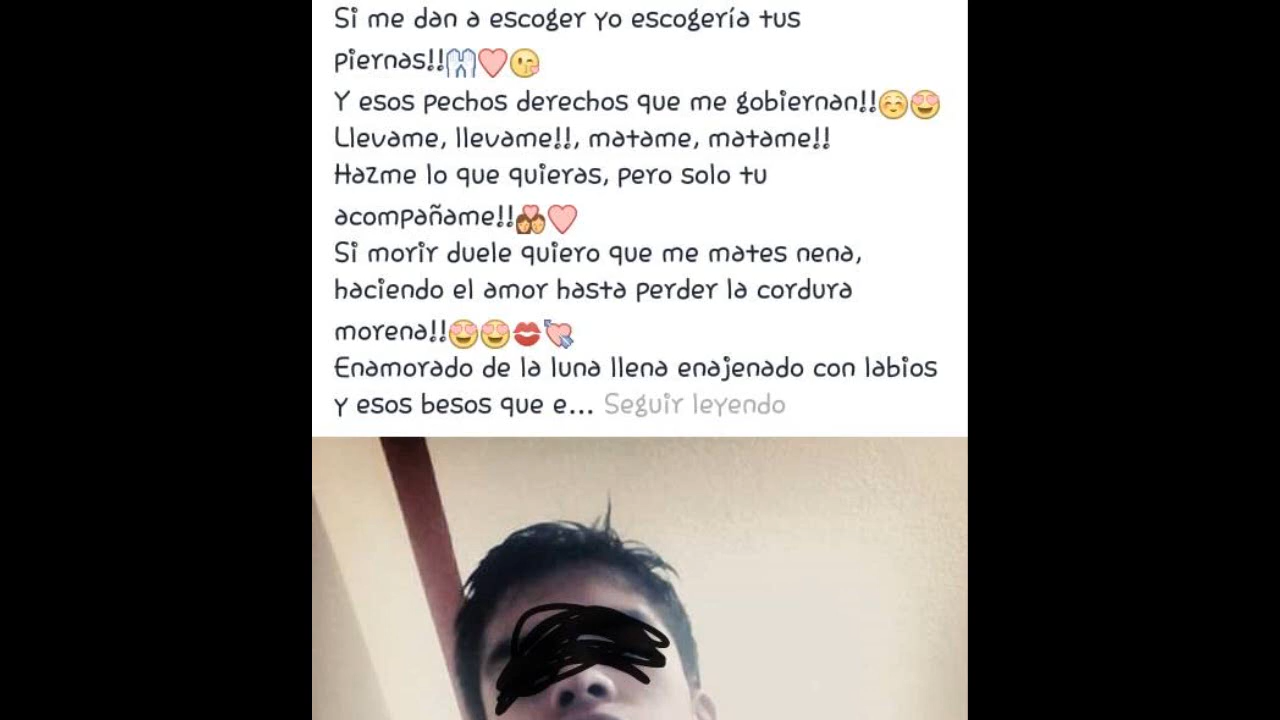 Si me dan a escoger yo escogería tus
piernas!!👖❤😘
Y esos pechos derechos que me gobiernan!!☺😍
Llevame, llevame!!, matame, matame!!
Hazme lo que quieras, pero solo tu
acompañame!!💑❤
Si morir duele quiero que me mates nena,
haciendo el amor hasta perder la cordura
morena!!😍😍💋💘
Enamorado de la luna llena enajenado con labios
y esos besos que e... Seguir leyendo